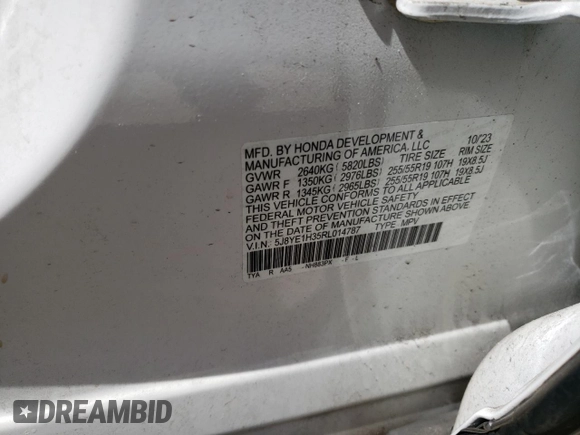 MFD. BY HONDA DEVELOPMENT & 10/'23
MANUFACTURING OF AMERICA, LLC
GVWR 2640KG ( 5820LBS) TIRE SIZE RIM SIZE
GAWR F 1350KG ( 2976LBS) 255/55R19 107H 19X8.5J
GAWR R 1345KG ( 2965LBS) 255/55R19 107H 19X8.5J
THIS VEHICLE CONFORMS TO ALL APPLICABLE
FEDERAL MOTOR VEHICLE SAFETY
AND THEFT PREVENTION STANDARDS IN EFFECT
ON THE DATE OF MANUFACTURE SHOWN ABOVE.
V.I.N. 5J8YE1H35RL014787 TYPE MPV
TYA R AA5 -NH883PX -F-L
DREAMBID